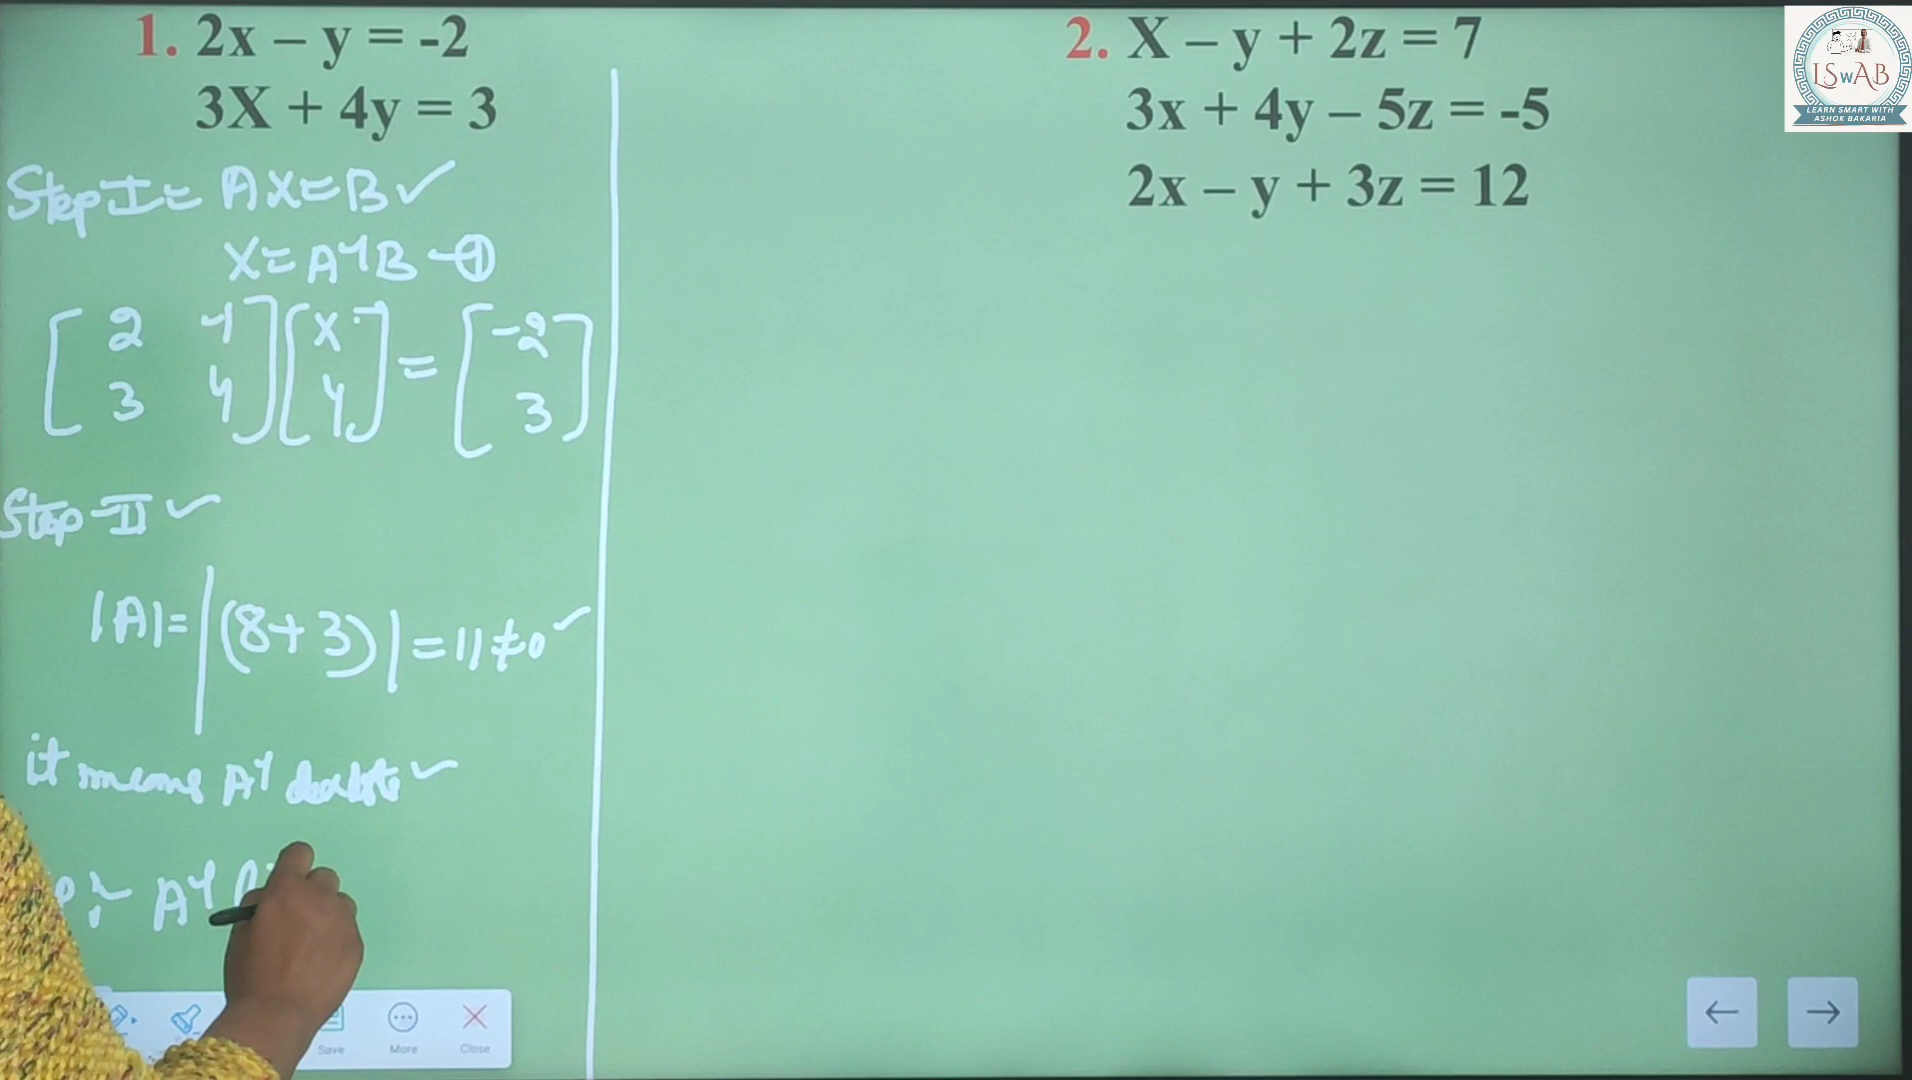 1. 2x – y = -2
3X + 4y = 3
Step I = AX=B ✓
X = A⁻¹B –①
[2 -1
3 4] [x
y] = [-2
3]
Step-II ✓
|A| = |(8+3)| = 11 ≠ 0 ✓
it means A⁻¹ ✓
A⁻¹
Save More Close
2. X – y + 2z = 7
3x + 4y – 5z = -5
2x – y + 3z = 12
LSwAB
LEARN SMART WITH
ASHOK BAKARIA
← →